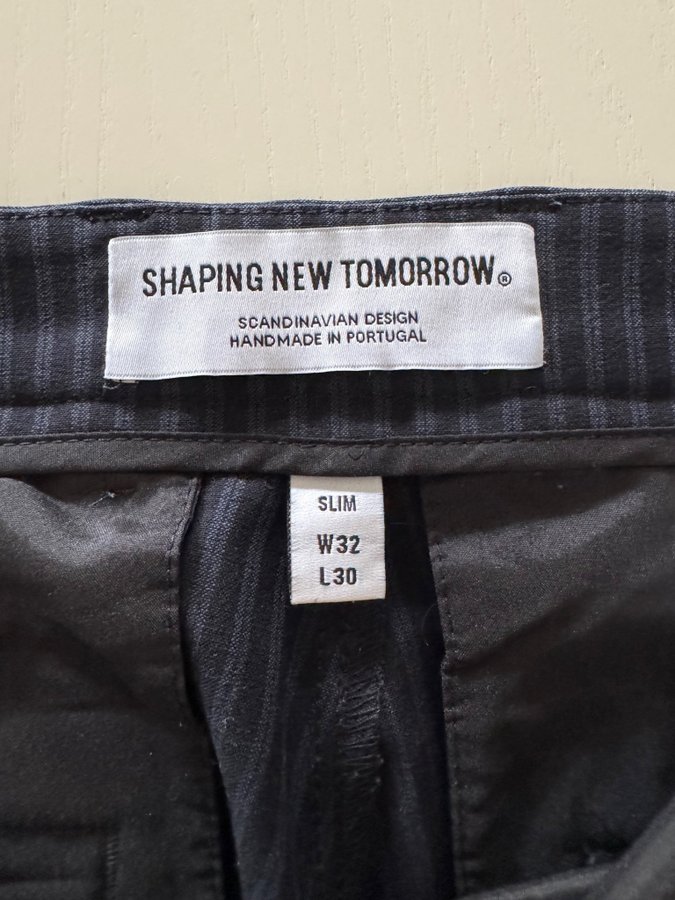 SHAPING NEW TOMORROW®
SCANDINAVIAN DESIGN
HANDMADE IN PORTUGAL
SLIM
W32
L30